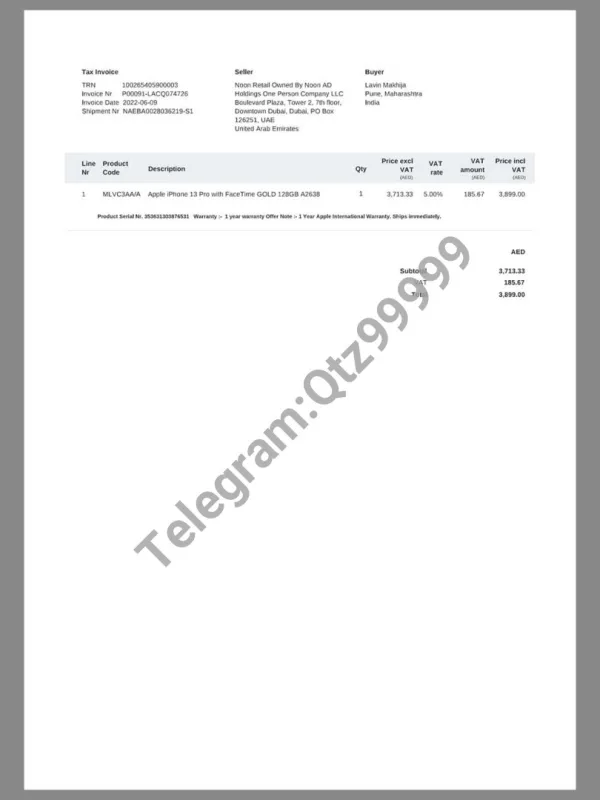 Tax Invoice
TRN 100265405900003
Invoice Nr P00091-LACQ074726
Invoice Date 2022-06-09
Shipment Nr NAEBA0028036219-S1
Seller
Noon Retail Owned By Noon AD
Holdings One Person Company LLC
Boulevard Plaza, Tower 2, 7th floor,
Downtown Dubai, Dubai, PO Box
126251, UAE
United Arab Emirates
Buyer
Lavin Makhija
Pune, Maharashtra
India
Line Nr Product Code Description Qty Price excl VAT (AED) VAT rate VAT amount (AED) Price incl VAT (AED)
1 MLVC3AA/A Apple iPhone 13 Pro with FaceTime GOLD 128GB A2638 1 3,713.33 5.00% 185.67 3,899.00
Product Serial Nr. 353631303876531 Warranty :- 1 year warranty Offer Note :- 1 Year Apple International Warranty. Ships immediately.
AED
Subtotal 3,713.33
VAT 185.67
Total 3,899.00
Telegram:Qtz99999